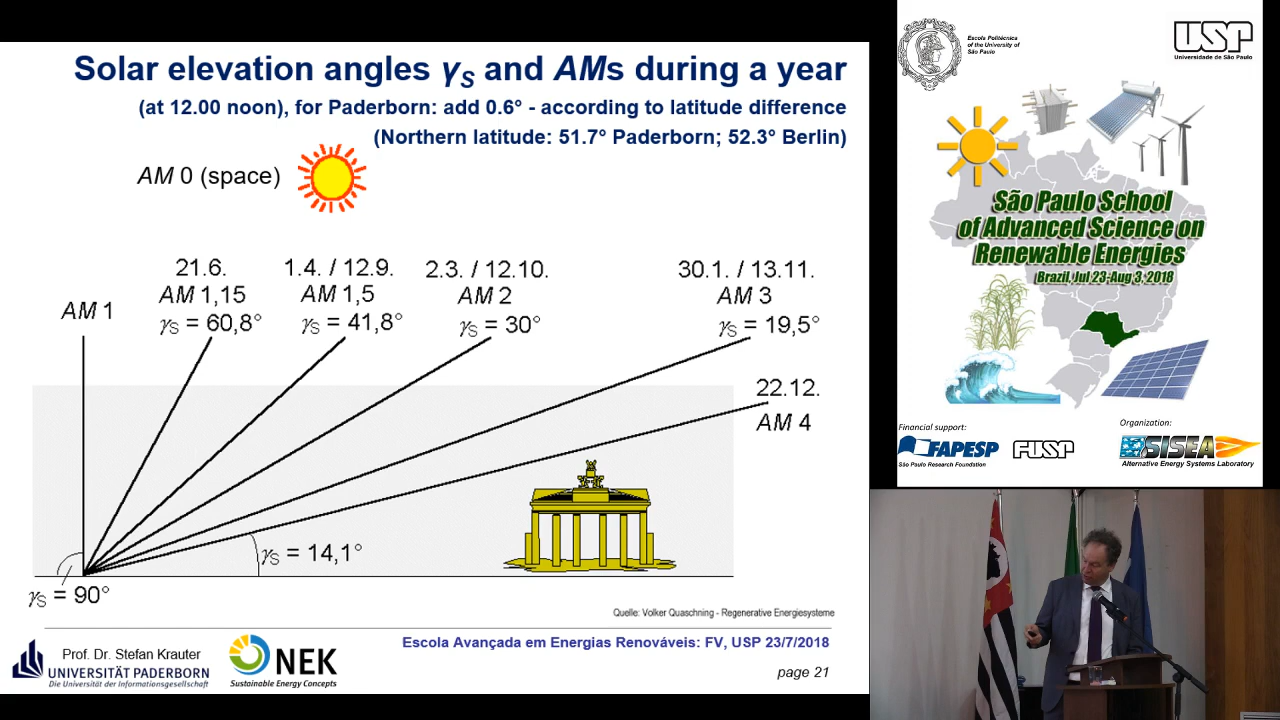 Solar elevation angles γS and AMs during a year
(at 12.00 noon), for Paderborn: add 0.6° - according to latitude difference
(Northern latitude: 51.7° Paderborn; 52.3° Berlin)
AM 0 (space)
AM 1
21.6.
AM 1,15
γS = 60,8°
1.4. / 12.9.
AM 1,5
γS = 41,8°
2.3. / 12.10.
AM 2
γS = 30°
30.1. / 13.11.
AM 3
γS = 19,5°
22.12.
AM 4
γS = 14,1°
γS = 90°
Quelle: Volker Quaschning - Regenerative Energiesysteme
Prof. Dr. Stefan Krauter
UNIVERSITÄT PADERBORN
Die Universität der Informationsgesellschaft
NEK
Sustainable Energy Concepts
Escola Avançada em Energias Renováveis: FV, USP 23/7/2018
page 21
Escola Politécnica
of the University of
São Paulo
USP
Universidade de São Paulo
São Paulo School
of Advanced Science on
Renewable Energies
Brazil, Jul 23-Aug 3, 2018
Financial support:
FAPESP
São Paulo Research Foundation
FUSP
Organization:
SISEA
Alternative Energy Systems Laboratory